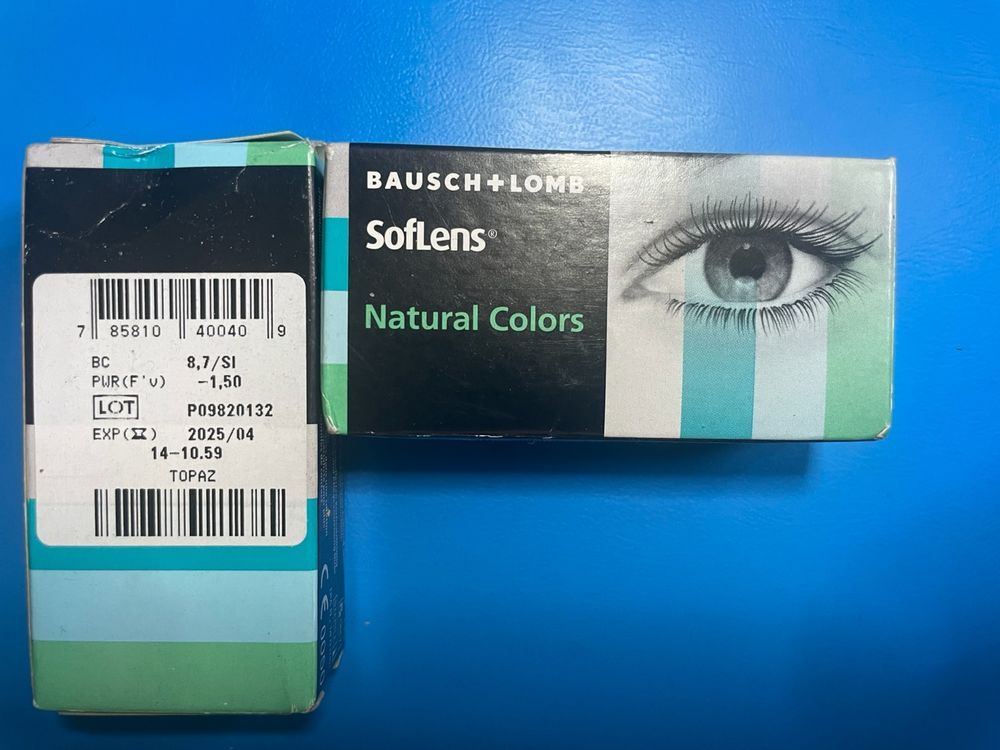 7 85810 40040 9
BC 8,7/SI
PWR(F'v) -1,50
LOT P09820132
EXP(⧖) 2025/04
14-10.59
TOPAZ
BAUSCH+LOMB
SofLens®
Natural Colors